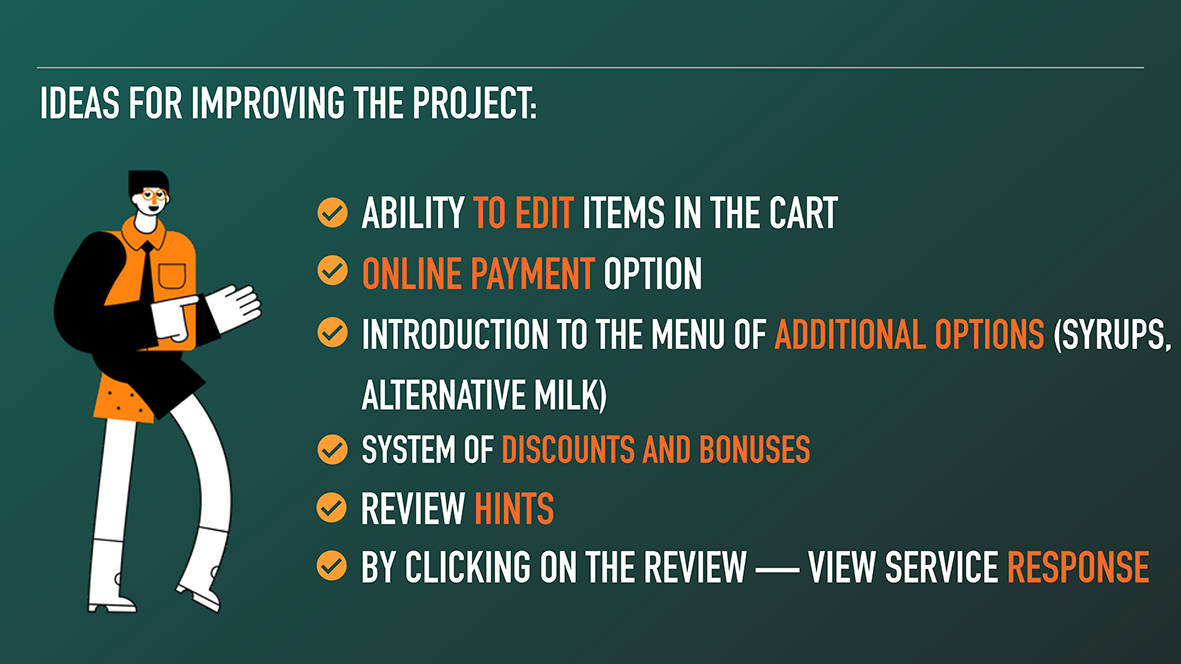 IDEAS FOR IMPROVING THE PROJECT:
ABILITY TO EDIT ITEMS IN THE CART
ONLINE PAYMENT OPTION
INTRODUCTION TO THE MENU OF ADDITIONAL OPTIONS (SYRUPS,
ALTERNATIVE MILK)
SYSTEM OF DISCOUNTS AND BONUSES
REVIEW HINTS
BY CLICKING ON THE REVIEW — VIEW SERVICE RESPONSE